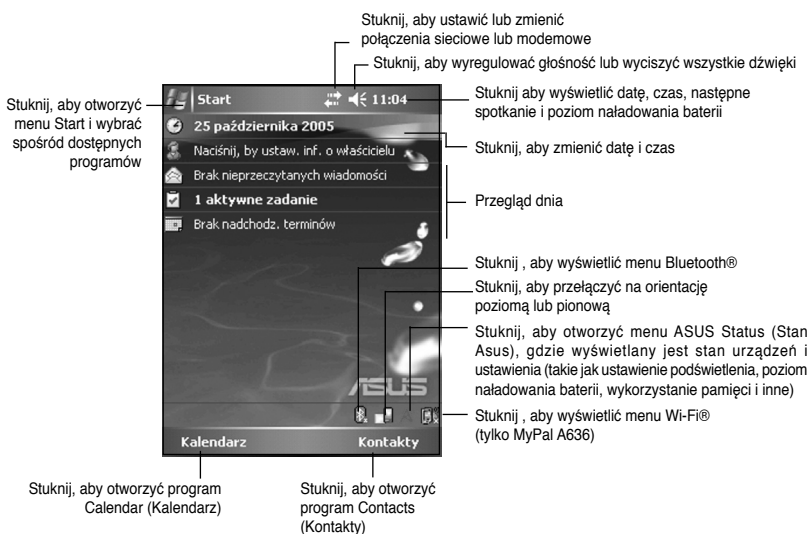 Stuknij, aby ustawić lub zmienić
połączenia sieciowe lub modemowe
Stuknij, aby wyregulować głośność lub wyciszyć wszystkie dźwięki
Stuknij, aby otworzyć
menu Start i wybrać
spośród dostępnych
programów
Start
11:04
Stuknij aby wyświetlić datę, czas, następne
spotkanie i poziom naładowania baterii
25 października 2005
Stuknij, aby zmienić datę i czas
Naciśnij, by ustaw. inf. o właścicielu
Brak nieprzeczytanych wiadomości
1 aktywne zadanie
Brak nadchodz. terminów
Przegląd dnia
Stuknij , aby wyświetlić menu Bluetooth®
Stuknij, aby przełączyć na orientację
poziomą lub pionową
Stuknij, aby otworzyć menu ASUS Status (Stan
Asus), gdzie wyświetlany jest stan urządzeń i
ustawienia (takie jak ustawienie podświetlenia, poziom
naładowania baterii, wykorzystanie pamięci i inne)
ASUS
Stuknij , aby wyświetlić menu Wi-Fi®
(tylko MyPal A636)
Kalendarz
Kontakty
Stuknij, aby otworzyć program
Calendar (Kalendarz)
Stuknij, aby otworzyć
program Contacts
(Kontakty)